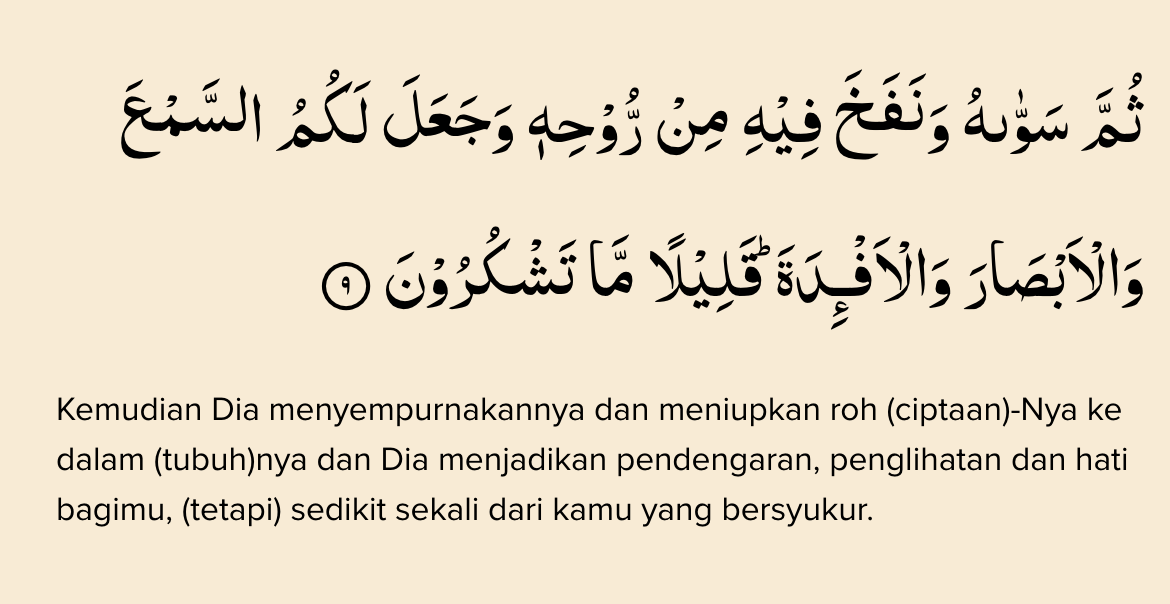 ثُمَّ سَوّٰىهُ وَنَفَخَ فِيْهِ مِنْ رُّوْحِهٖ وَجَعَلَ لَكُمُ السَّمْعَ
وَالْاَبْصَارَ وَالْاَفْـِٕدَةَۗ قَلِيْلًا مَّا تَشْكُرُوْنَ ۩ ٩
Kemudian Dia menyempurnakannya dan meniupkan roh (ciptaan)-Nya ke
dalam (tubuh)nya dan Dia menjadikan pendengaran, penglihatan dan hati
bagimu, (tetapi) sedikit sekali dari kamu yang bersyukur.